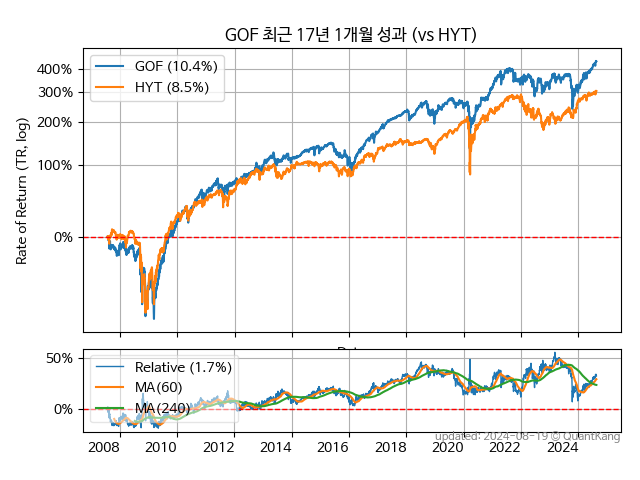 GOF 최근 17년 1개월 성과 (vs HYT)
Rate of Return (TR, log)
400%
300%
200%
100%
0%
GOF (10.4%)
HYT (8.5%)
50%
0%
Relative (1.7%)
MA(60)
MA(240)
2008 2010 2012 2014 2016 2018 2020 2022 2024
updated: 2024-08-19 © QuantKang